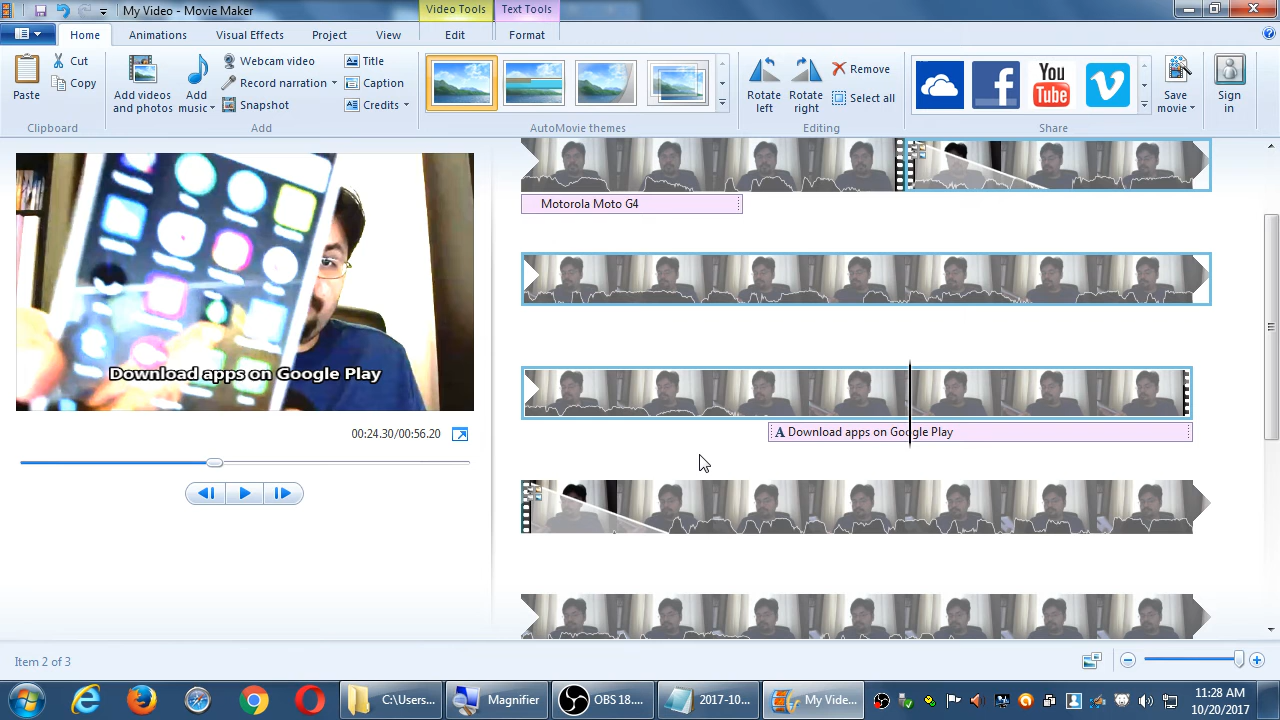 My Video - Movie Maker
Video Tools
Text Tools
Home
Animations
Visual Effects
Project
View
Edit
Format
Paste
Cut
Copy
Clipboard
Add videos and photos
Add music
Webcam video
Record narration
Snapshot
Title
Caption
Credits
Add
AutoMovie themes
Rotate left
Rotate right
Remove
Select all
Editing
You Tube
Share
Save movie
Sign in
Download apps on Google Play
00:24.30/00:56.20
Motorola Moto G4
A Download apps on Google Play
Item 2 of 3
C:\Users...
Magnifier
OBS 18....
2017-10...
My Vide...
11:28 AM
10/20/2017